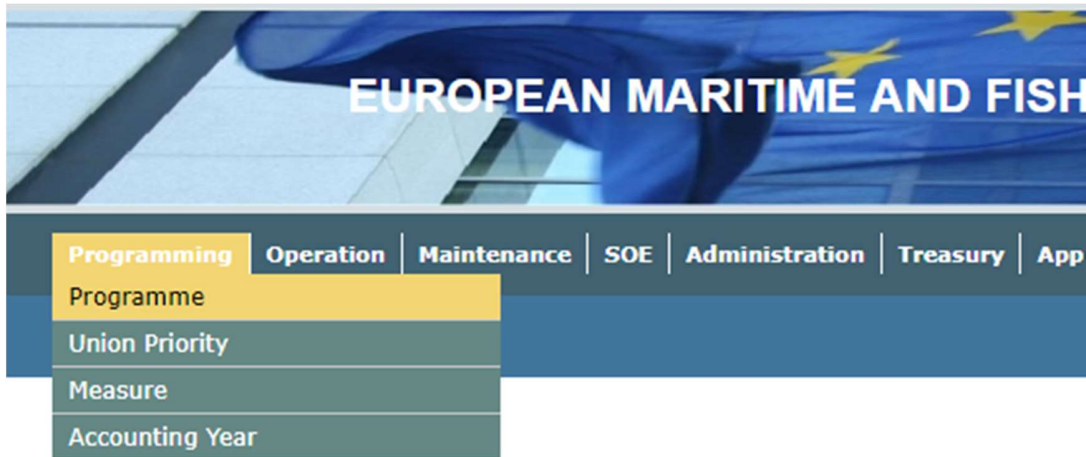 EUROPEAN MARITIME AND FISH
Programming Operation Maintenance SOE Administration Treasury App
Programme
Union Priority
Measure
Accounting Year